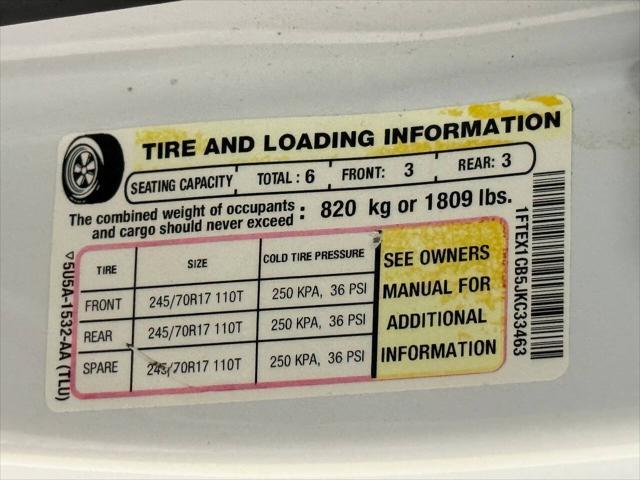 TIRE AND LOADING INFORMATION
SEATING CAPACITY TOTAL : 6 FRONT: 3 REAR: 3
The combined weight of occupants
and cargo should never exceed : 820 kg or 1809 lbs.
TIRE SIZE COLD TIRE PRESSURE
FRONT 245/70R17 110T 250 KPA, 36 PSI
REAR 245/70R17 110T 250 KPA, 36 PSI
SPARE 245/70R17 110T 250 KPA, 36 PSI
SEE OWNERS
MANUAL FOR
ADDITIONAL
INFORMATION
▽5U5A-1532-AA (TLU)
1FTEX1CB5JKC33463